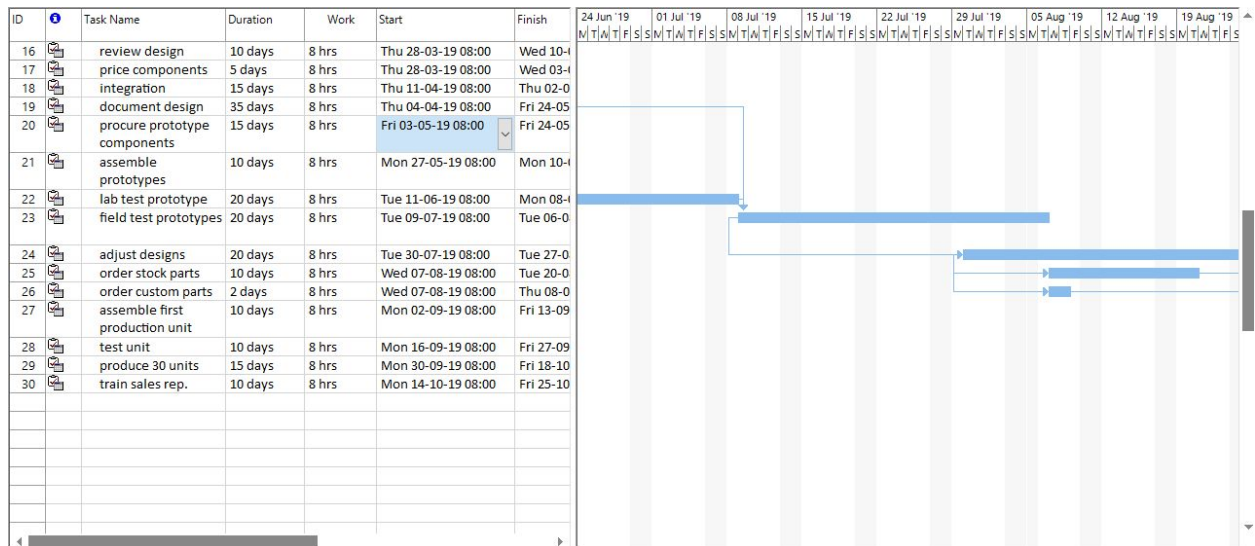 ID Task Name Duration Work Start Finish
24 Jun '19 01 Jul '19 08 Jul '19 15 Jul '19 22 Jul '19 29 Jul '19 05 Aug '19 12 Aug '19 19 Aug '19
M T W T F S S M T W T F S S M T W T F S S M T W T F S S M T W T F S S M T W T F S S M T W T F S S M T W T F S S M T W T F S
16 review design 10 days 8 hrs Thu 28-03-19 08:00 Wed 10-
17 price components 5 days 8 hrs Thu 28-03-19 08:00 Wed 03-
18 integration 15 days 8 hrs Thu 11-04-19 08:00 Thu 02-0
19 document design 35 days 8 hrs Thu 04-04-19 08:00 Fri 24-05
20 procure prototype 15 days 8 hrs Fri 03-05-19 08:00 Fri 24-05
components
21 assemble 10 days 8 hrs Mon 27-05-19 08:00 Mon 10-
prototypes
22 lab test prototype 20 days 8 hrs Tue 11-06-19 08:00 Mon 08-
23 field test prototypes 20 days 8 hrs Tue 09-07-19 08:00 Tue 06-0
24 adjust designs 20 days 8 hrs Tue 30-07-19 08:00 Tue 27-0
25 order stock parts 10 days 8 hrs Wed 07-08-19 08:00 Tue 20-0
26 order custom parts 2 days 8 hrs Wed 07-08-19 08:00 Thu 08-0
27 assemble first 10 days 8 hrs Mon 02-09-19 08:00 Fri 13-09
production unit
28 test unit 10 days 8 hrs Mon 16-09-19 08:00 Fri 27-09
29 produce 30 units 15 days 8 hrs Mon 30-09-19 08:00 Fri 18-10
30 train sales rep. 10 days 8 hrs Mon 14-10-19 08:00 Fri 25-10